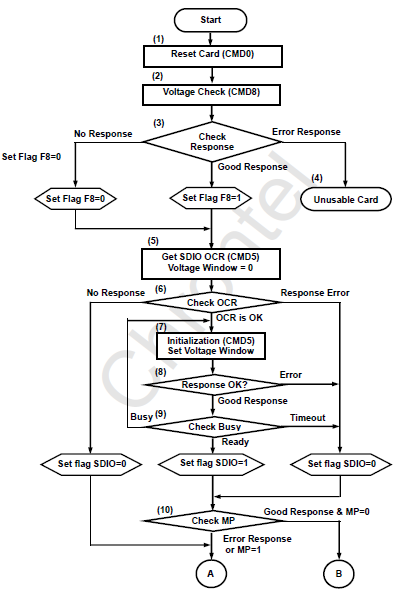 Start
(1)
Reset Card (CMD0)
(2)
Voltage Check (CMD8)
(3)
No Response
Error Response
Check
Response
Set Flag F8=0
Good Response
(4)
Set Flag F8=0
Set Flag F8=1
Unusable Card
(5)
Get SDIO OCR (CMD5)
Voltage Window = 0
(6)
No Response
Response Error
Check OCR
OCR is OK
(7)
Initialization (CMD5)
Set Voltage Window
(8)
Error
Response OK?
Good Response
Busy
(9)
Timeout
Check Busy
Ready
Set flag SDIO=0
Set flag SDIO=1
Set flag SDIO=0
(10)
Good Response & MP=0
Check MP
Error Response
or MP=1
A
B
Chrontel